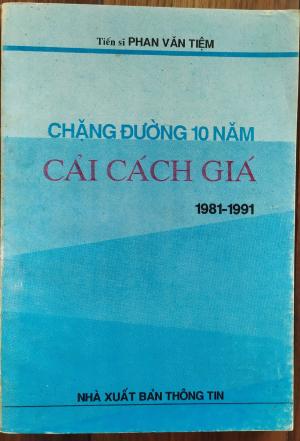 Tiến sĩ PHAN VĂN TIỆM
CHẶNG ĐƯỜNG 10 NĂM
CẢI CÁCH GIÁ
1981-1991
NHÀ XUẤT BẢN THÔNG TIN